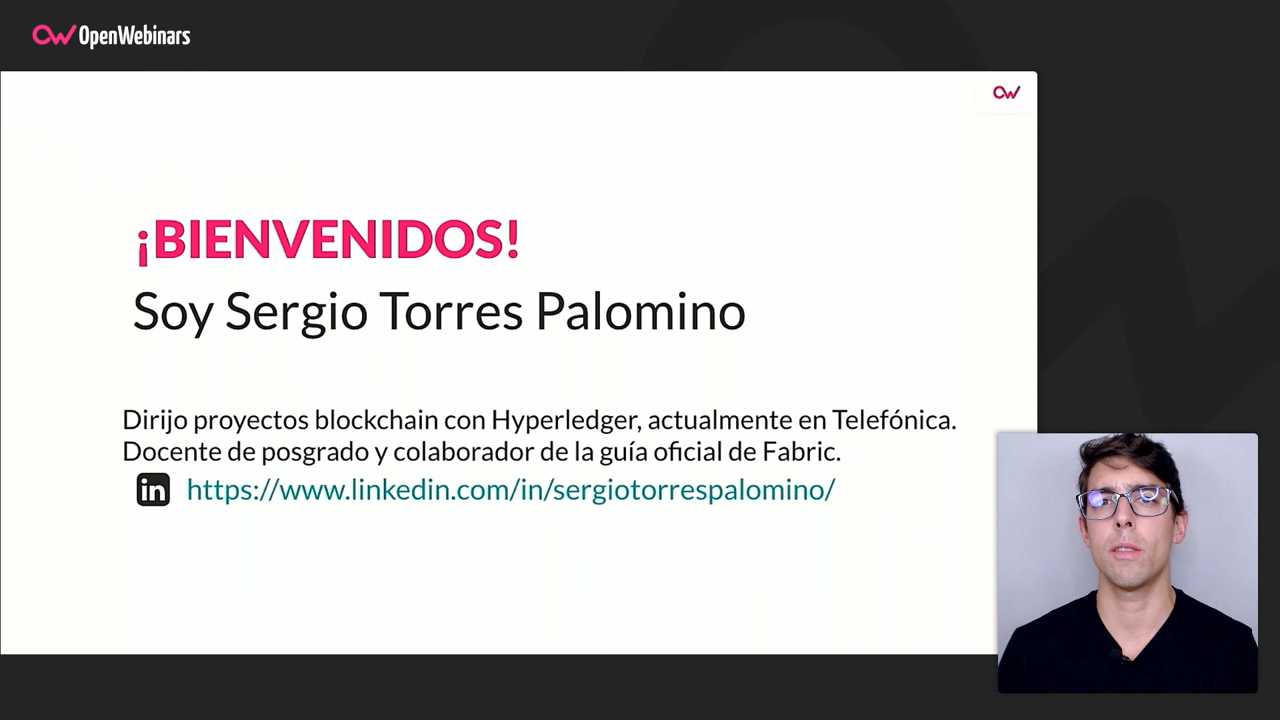 OW OpenWebinars
OW
¡BIENVENIDOS!
Soy Sergio Torres Palomino
Dirijo proyectos blockchain con Hyperledger, actualmente en Telefónica.
Docente de posgrado y colaborador de la guía oficial de Fabric.
in https://www.linkedin.com/in/sergiotorrespalomino/